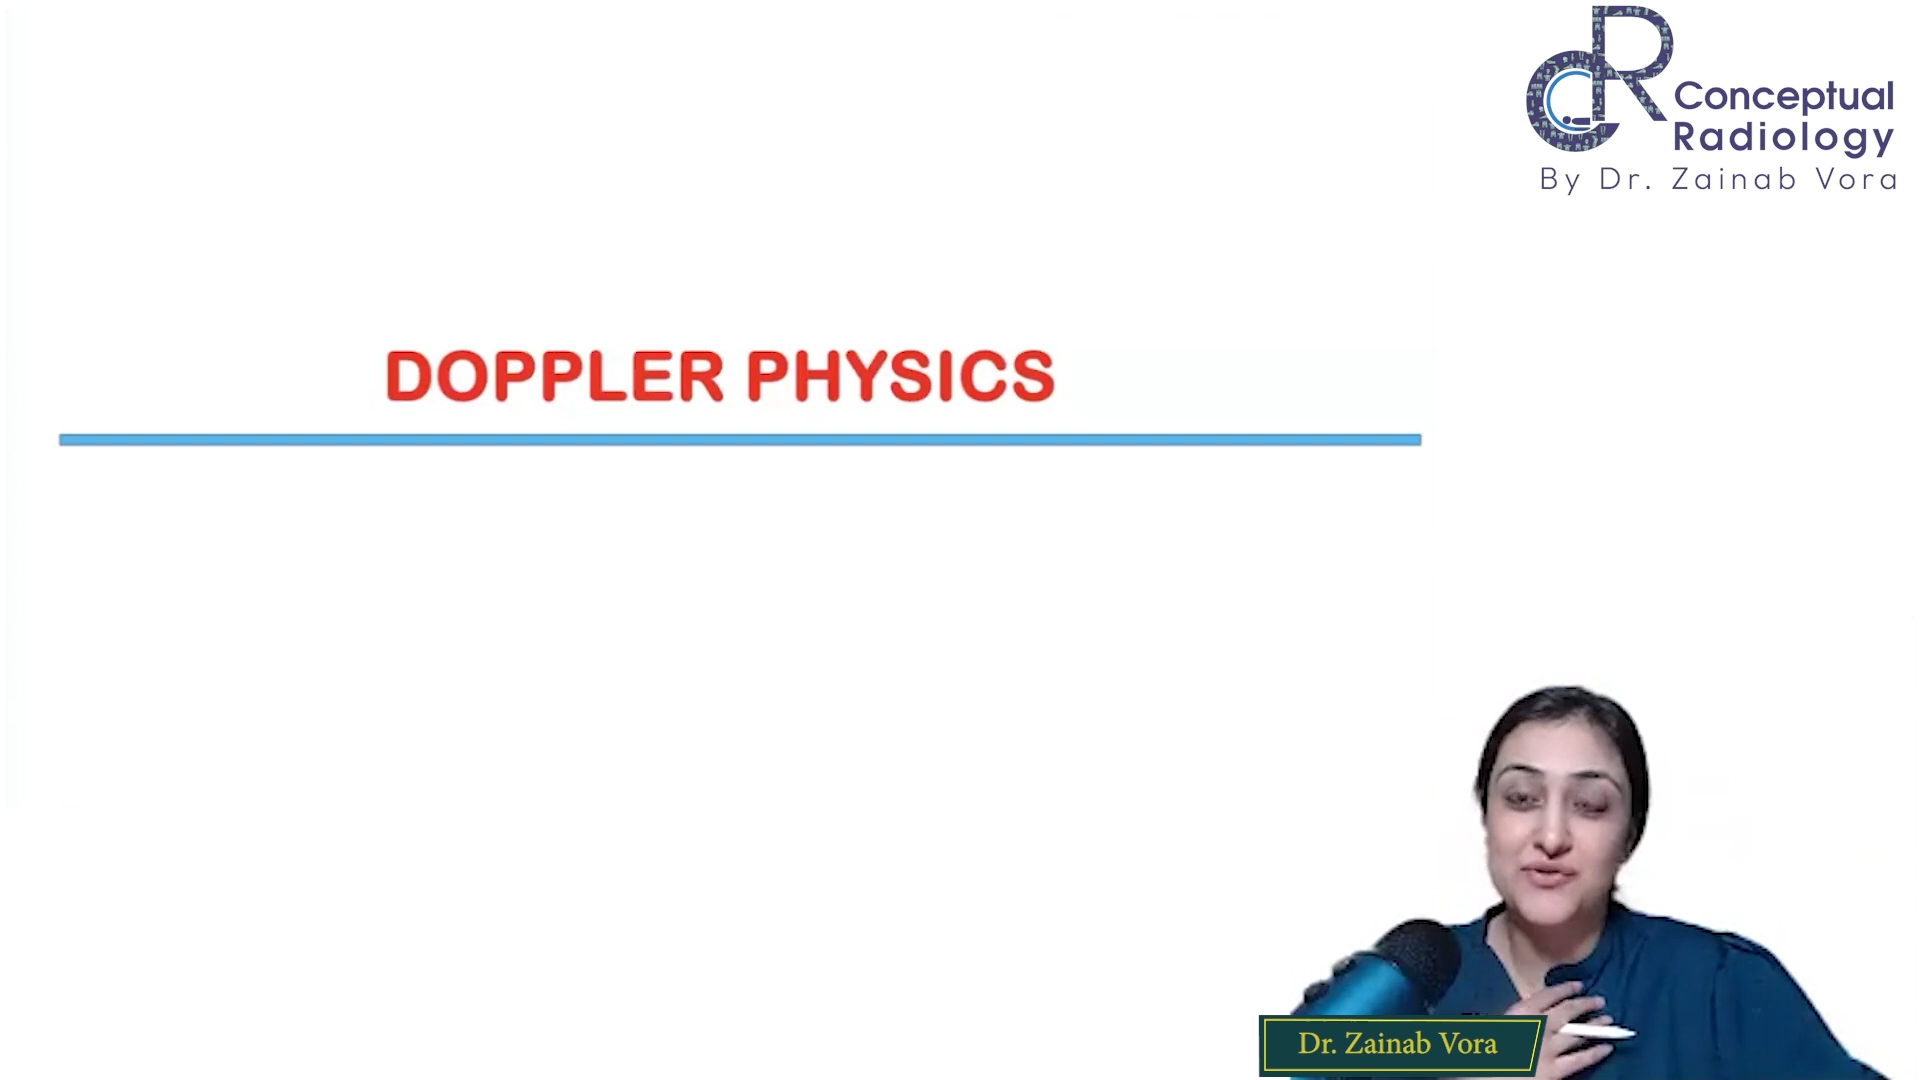 Conceptual
Radiology
By Dr. Zainab Vora
DOPPLER PHYSICS
Dr. Zainab Vora